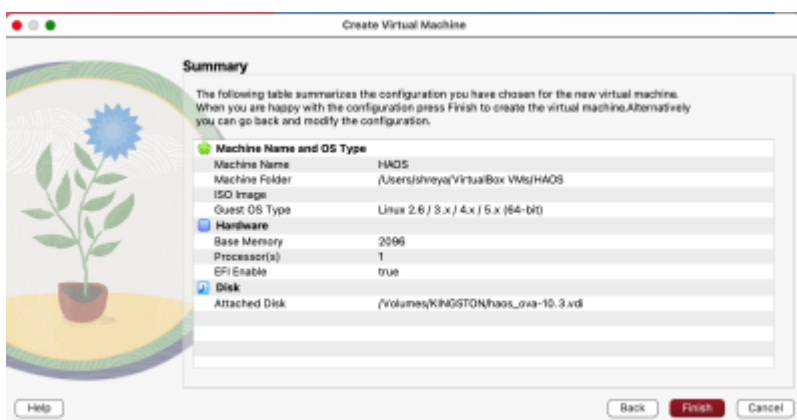 Create Virtual Machine
Summary
The following table summarizes the configuration you have chosen for the new virtual machine.
When you are happy with the configuration press Finish to create the virtual machine.Alternatively
you can go back and modify the configuration.
Machine Name and OS Type
Machine Name HAOS
Machine Folder /Users/shreya/VirtualBox VMs/HAOS
ISO Image
Guest OS Type Linux 2.6 / 3.x / 4.x / 5.x (64-bit)
Hardware
Base Memory 2096
Processor(s) 1
EFI Enable true
Disk
Attached Disk /Volumes/KINGSTON/haos_ova-10.3.vdi
Help Back Finish Cancel